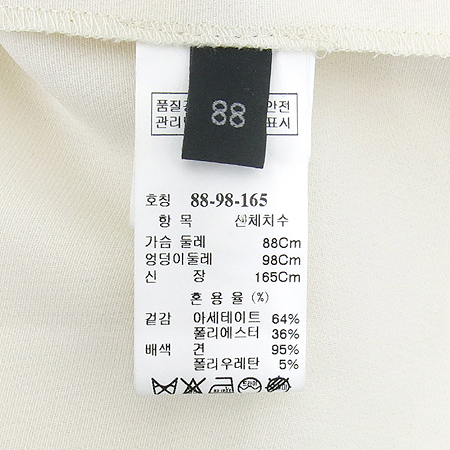 88
품질 안전
관리 표시
호칭 88-98-165
항 목 신체치수
가슴 둘레 88Cm
엉덩이둘레 98Cm
신 장 165Cm
혼 용 율 (%)
겉감 아세테이트 64%
폴리에스터 36%
배색 견 95%
폴리우레탄 5%